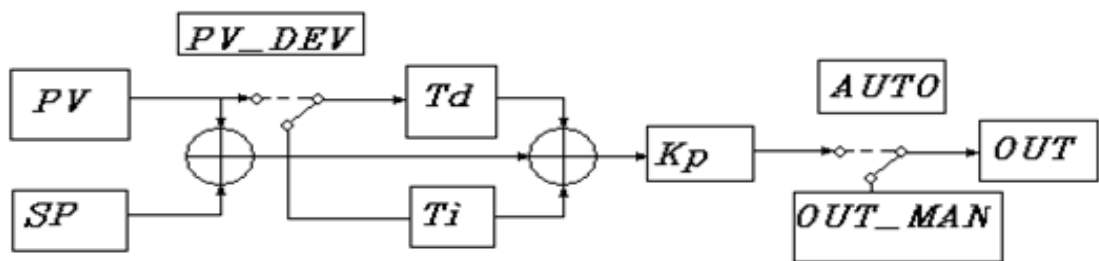 PV_DEV
PV
Td
AUTO
Kp
OUT
SP
Ti
OUT_MAN